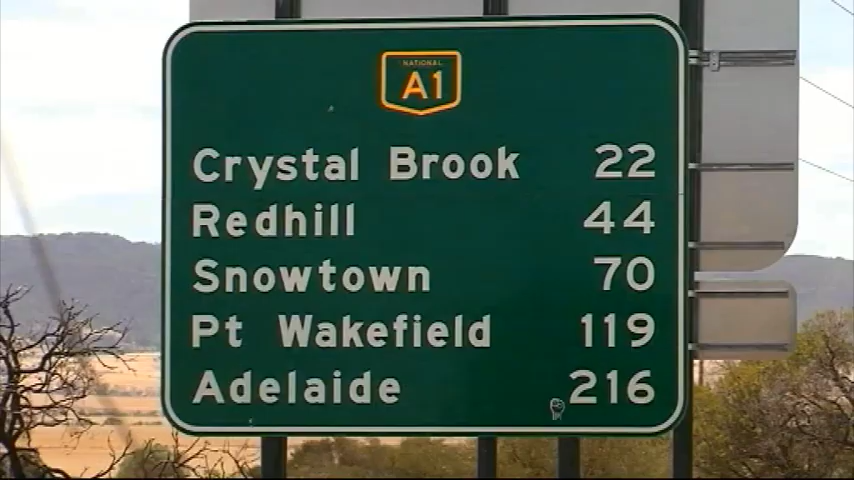 NATIONAL
A1
Crystal Brook 22
Redhill 44
Snowtown 70
Pt Wakefield 119
Adelaide 216